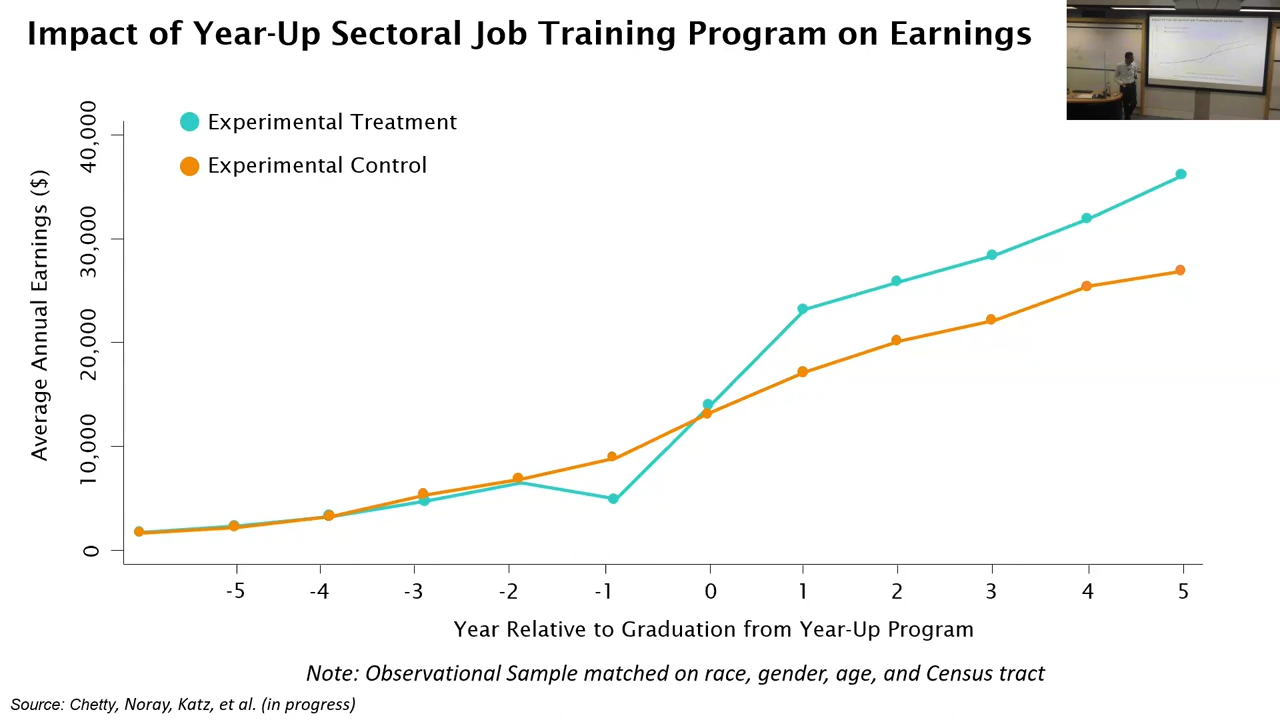 Impact of Year-Up Sectoral Job Training Program on Earnings
Experimental Treatment
Experimental Control
Average Annual Earnings ($)
40,000
30,000
20,000
10,000
0
-5 -4 -3 -2 -1 0 1 2 3 4 5
Year Relative to Graduation from Year-Up Program
Note: Observational Sample matched on race, gender, age, and Census tract
Source: Chetty, Noray, Katz, et al. (in progress)